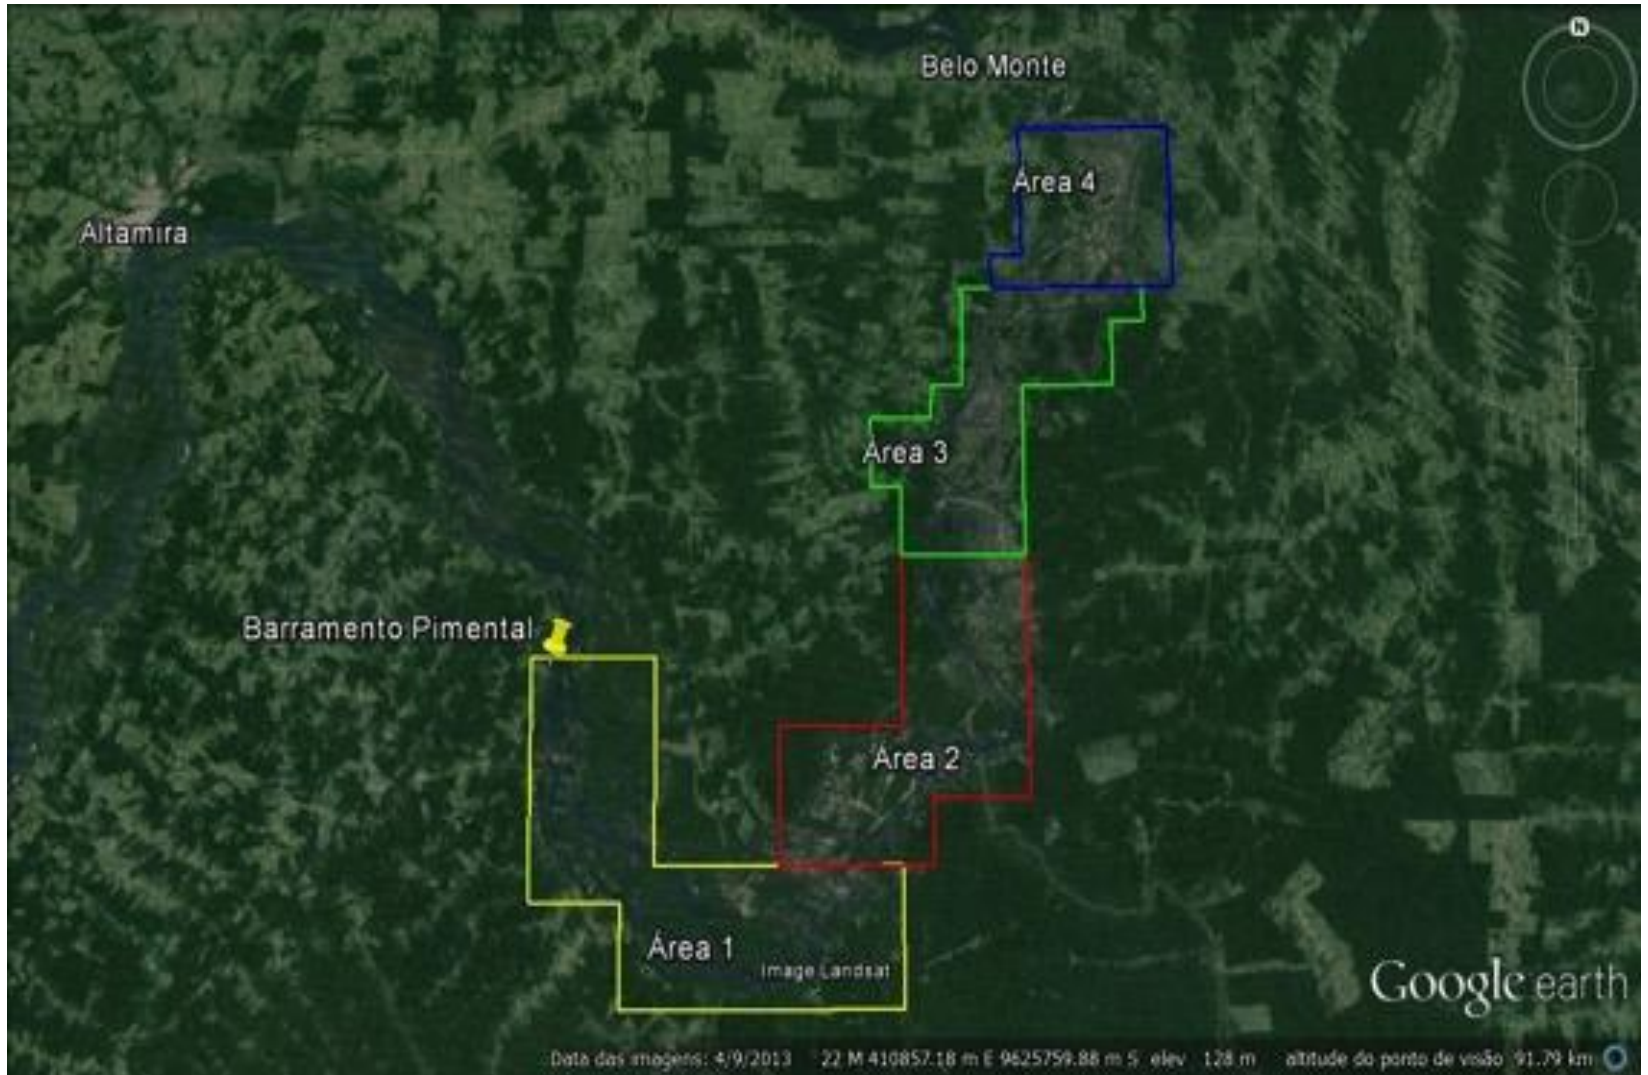 N
Belo Monte
Área 4
Altamira
Área 3
Barramento Pimental
Área 2
Área 1
Image Landsat
Google earth
Data das imagens: 4/9/2013 22 M 410857.18 m E 9625759.88 m S elev 128 m altitude do ponto de visão 91.79 km